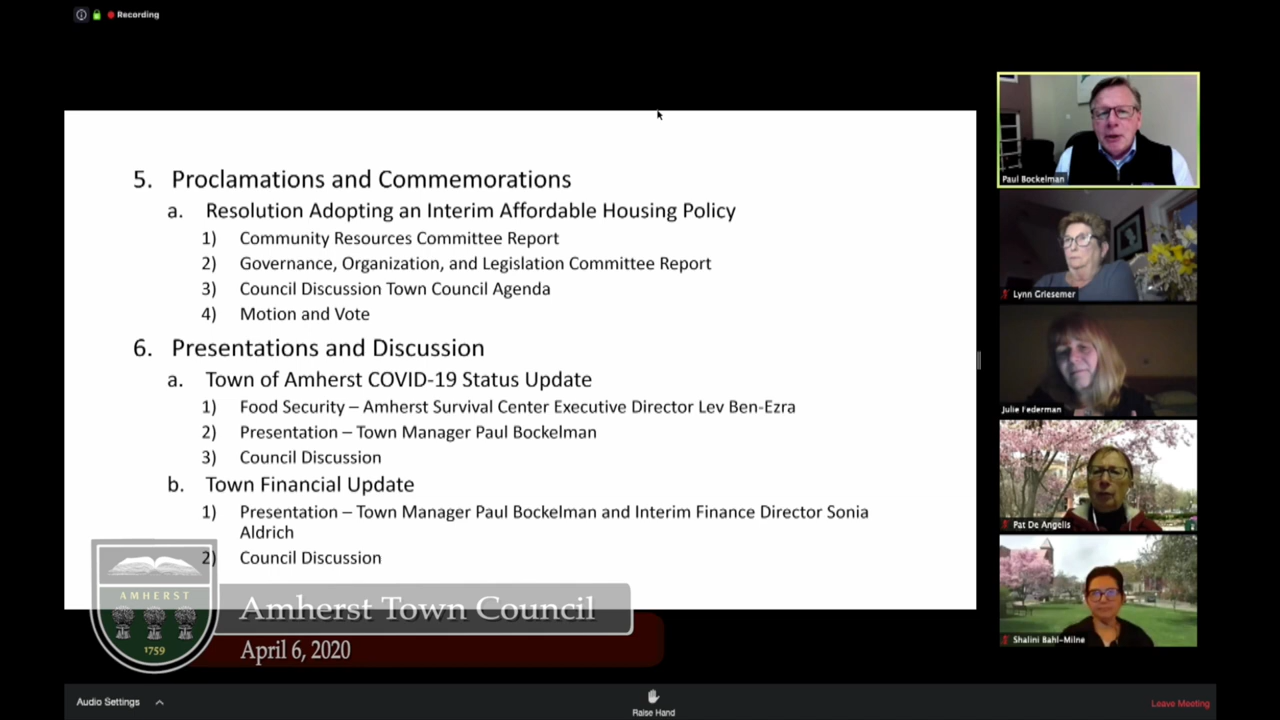 Recording
5. Proclamations and Commemorations
a. Resolution Adopting an Interim Affordable Housing Policy
1) Community Resources Committee Report
2) Governance, Organization, and Legislation Committee Report
3) Council Discussion Town Council Agenda
4) Motion and Vote
6. Presentations and Discussion
a. Town of Amherst COVID-19 Status Update
1) Food Security – Amherst Survival Center Executive Director Lev Ben-Ezra
2) Presentation – Town Manager Paul Bockelman
3) Council Discussion
b. Town Financial Update
1) Presentation – Town Manager Paul Bockelman and Interim Finance Director Sonia
Aldrich
2) Council Discussion
AMHERST
1759
Amherst Town Council
April 6, 2020
Paul Bockelman
Lynn Griesemer
Julie Federman
Pat De Angelis
Shalini Bahl-Milne
Audio Settings
Raise Hand
Leave Meeting